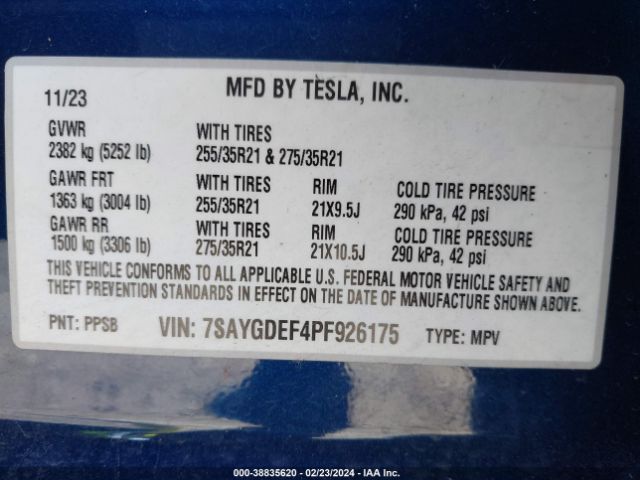 MFD BY TESLA, INC.
11/23
GVWR WITH TIRES
2382 kg (5252 lb) 255/35R21 & 275/35R21
GAWR FRT WITH TIRES RIM COLD TIRE PRESSURE
1363 kg (3004 lb) 255/35R21 21X9.5J 290 kPa, 42 psi
GAWR RR WITH TIRES RIM COLD TIRE PRESSURE
1500 kg (3306 lb) 275/35R21 21X10.5J 290 kPa, 42 psi
THIS VEHICLE CONFORMS TO ALL APPLICABLE U.S. FEDERAL MOTOR VEHICLE SAFETY AND
THEFT PREVENTION STANDARDS IN EFFECT ON THE DATE OF MANUFACTURE SHOWN ABOVE.
PNT: PPSB VIN: 7SAYGDEF4PF926175 TYPE: MPV
000-38835620 - 02/23/2024 - IAA Inc.